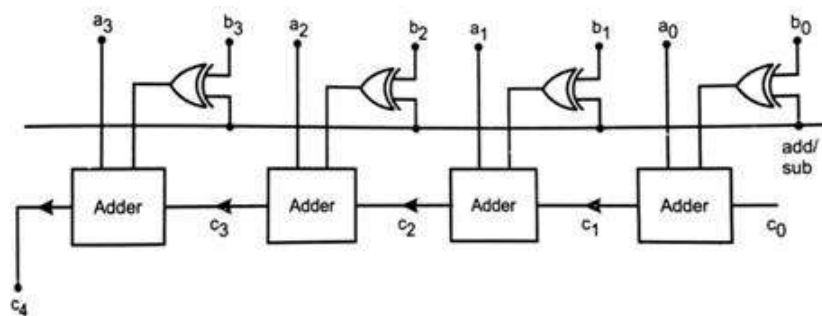 a3 b3 a2 b2 a1 b1 a0 b0
add/
sub
Adder Adder Adder Adder
c3 c2 c1 c0
c4